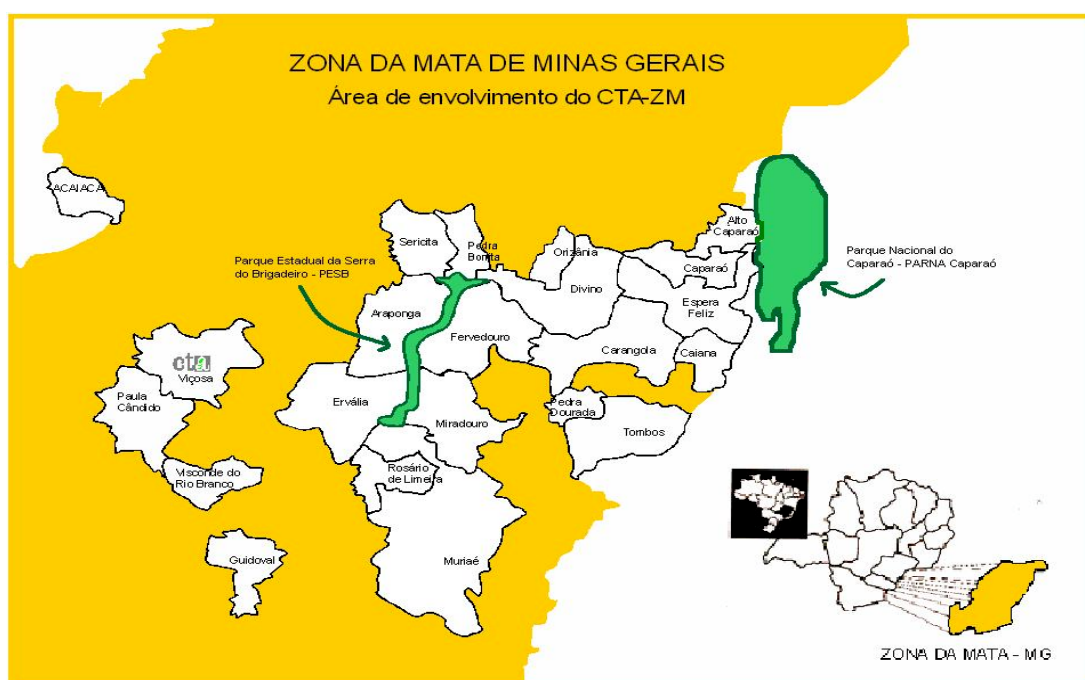 ZONA DA MATA DE MINAS GERAIS
Área de envolvimento do CTA-ZM
ACAIACA
Sericita
Pedra
Bonita
Orizânia
Alto
Caparaó
Parque Estadual da Serra
do Brigadeiro - PESB
Caparaó
Parque Nacional do
Caparaó - PARNA Caparaó
Divino
Araponga
Espera
Feliz
Fervedouro
Carangola
Caiana
cta
Viçosa
Paula
Cândido
Ervália
Pedra
Dourada
Miradouro
Tombos
Visconde do
Rio Branco
Rosário
de Limeira
Guidoval
Muriaé
ZONA DA MATA - MG